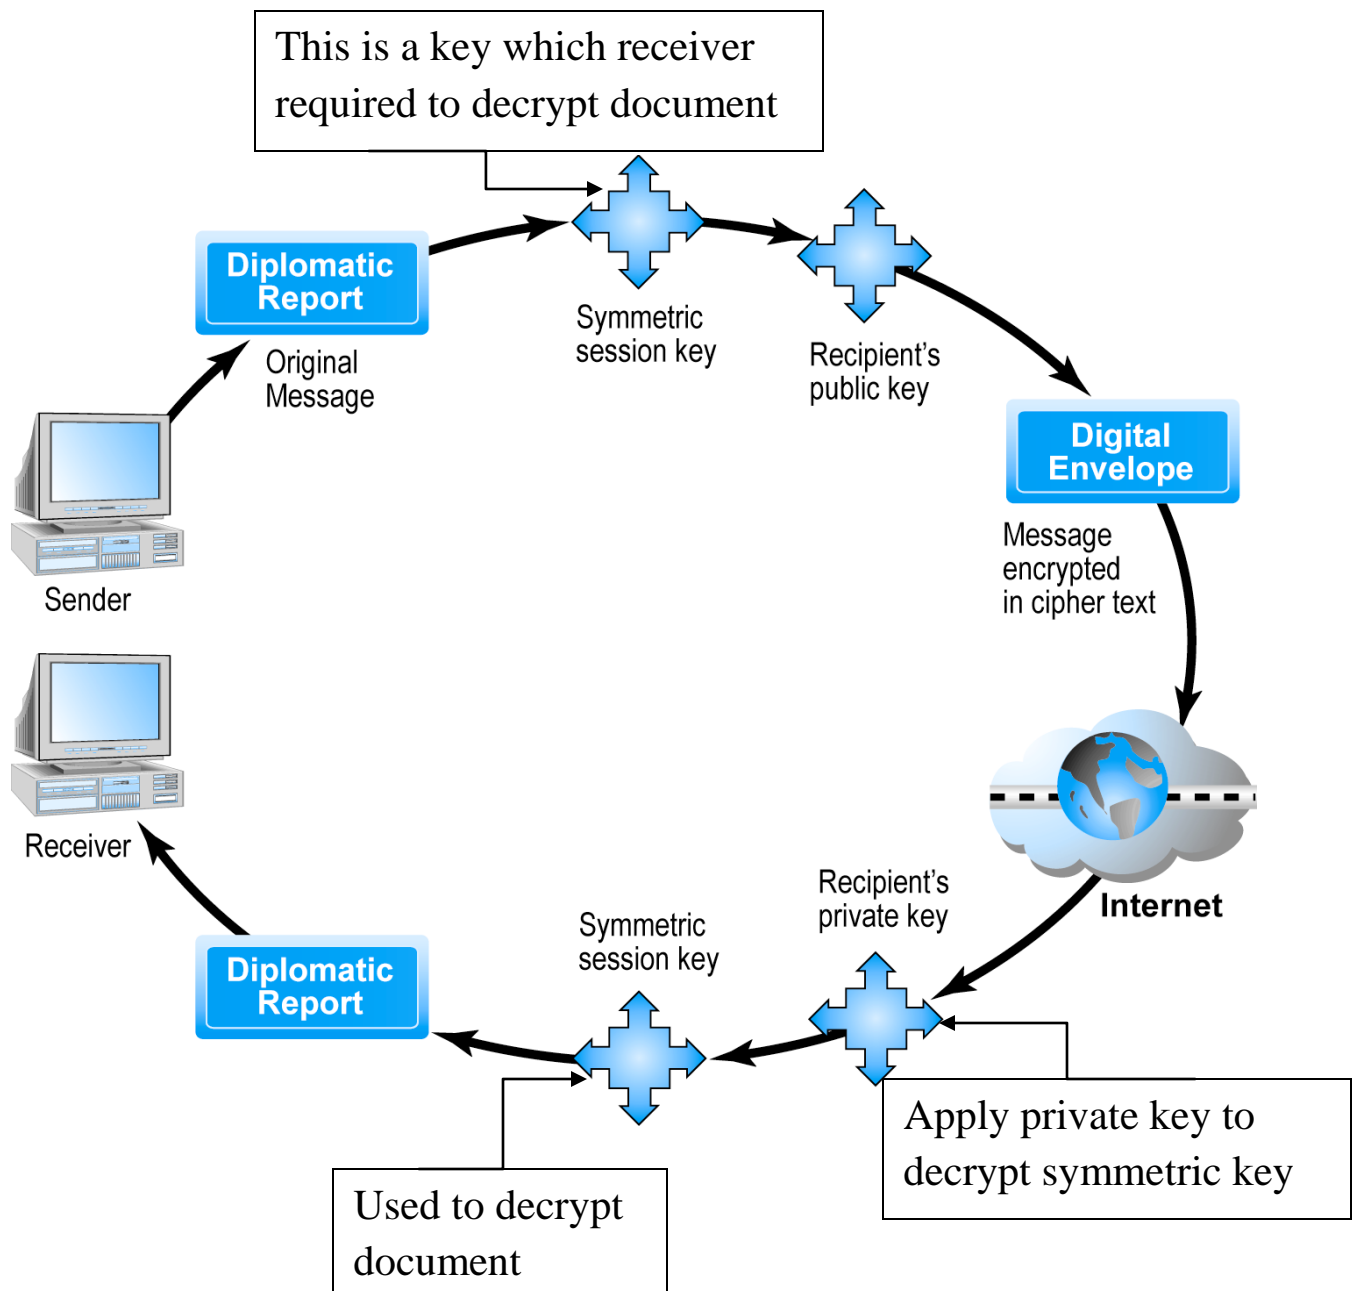 This is a key which receiver
required to decrypt document
Diplomatic
Report
Original
Message
Symmetric
session key
Recipient's
public key
Digital
Envelope
Message
encrypted
in cipher text
Sender
Receiver
Internet
Recipient's
private key
Symmetric
session key
Diplomatic
Report
Apply private key to
decrypt symmetric key
Used to decrypt
document